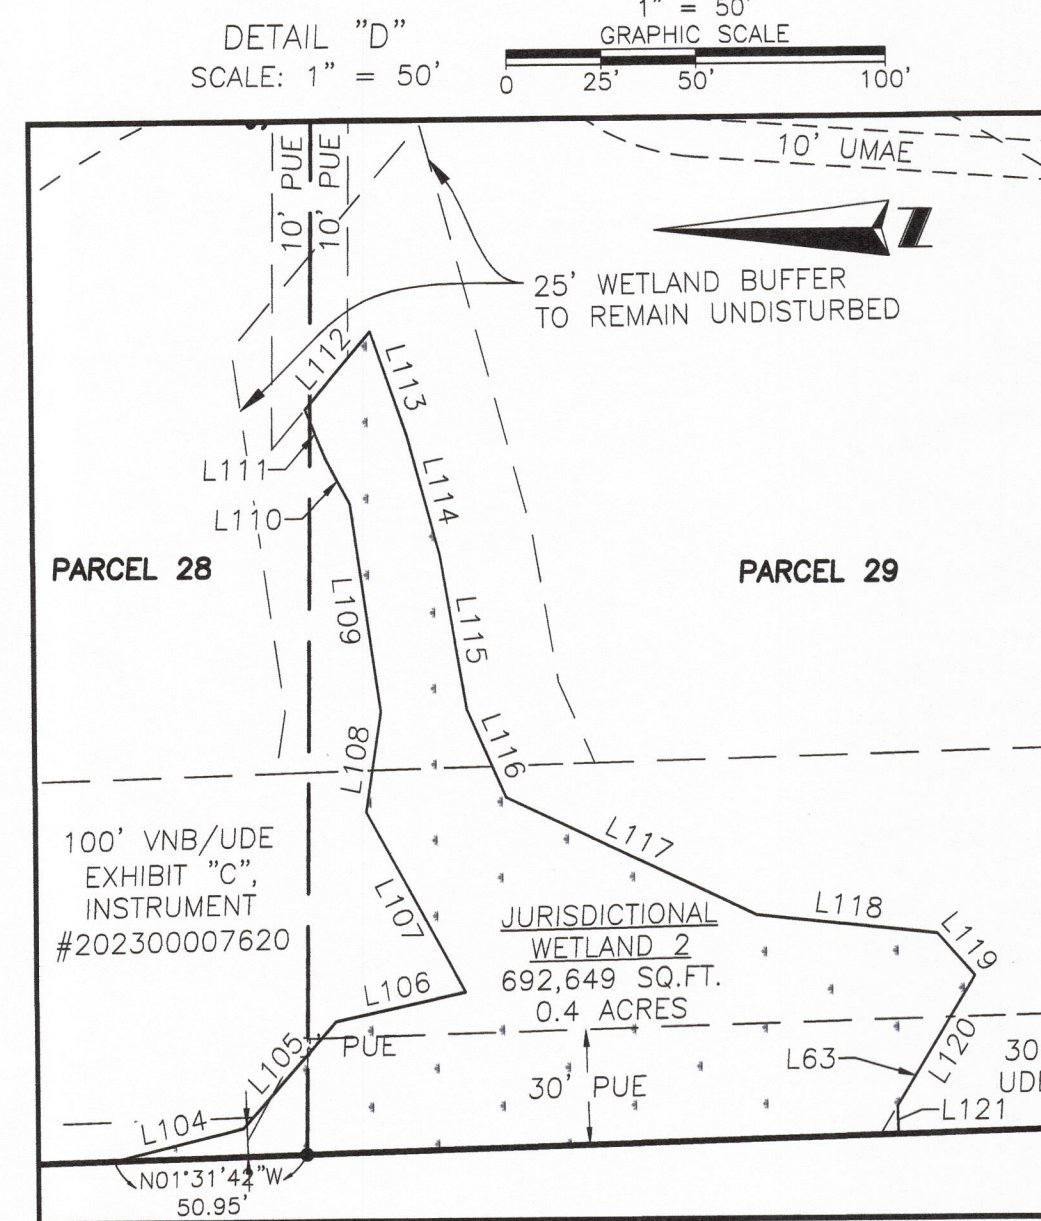 DETAIL "D"
SCALE: 1" = 50'
1" = 50'
GRAPHIC SCALE
0 25' 50' 100'
10' PUE
10' PUE
10' UMAE
N
25' WETLAND BUFFER
TO REMAIN UNDISTURBED
L112
L113
L111
L114
L110
PARCEL 28
PARCEL 29
L109
L115
L108
L116
100' VNB/UDE
EXHIBIT "C",
INSTRUMENT
#202300007620
L117
L107
L118
JURISDICTIONAL
WETLAND 2
692,649 SQ.FT.
0.4 ACRES
L119
L106
L105
PUE
L120
L63
30
30' PUE
L121
L104
N01°31'42"W
50.95'